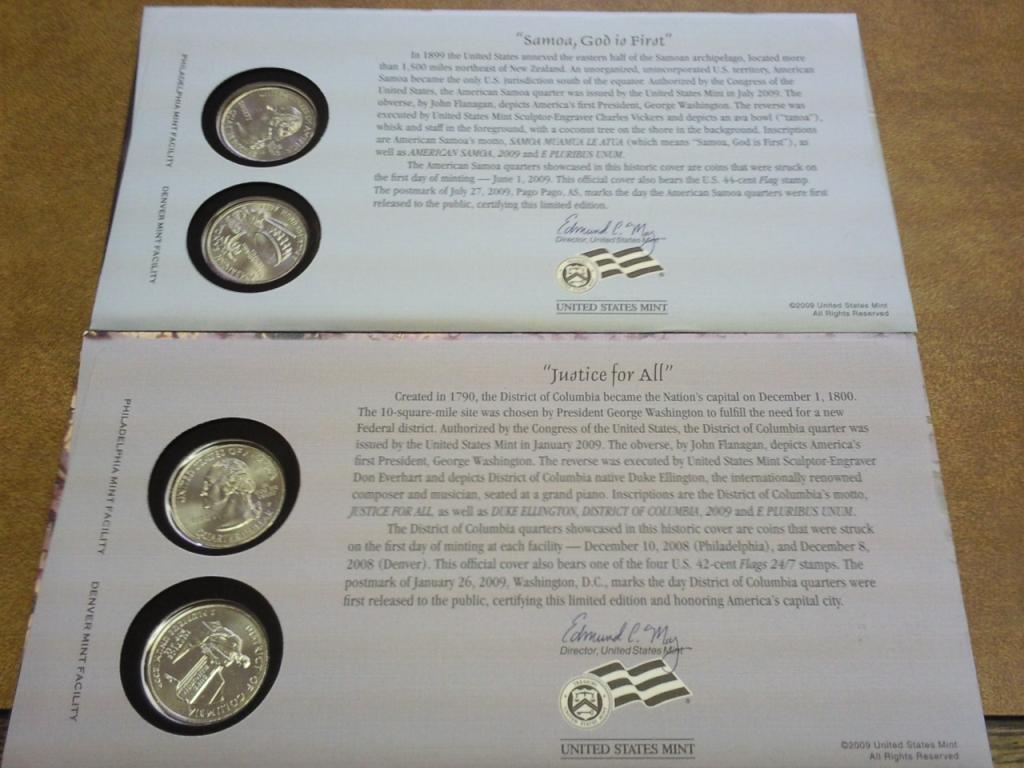 "Samoa, God is First"
In 1899 the United States annexed the eastern half of the Samoan archipelago, located more
than 1,500 miles northeast of New Zealand. An unorganized, unincorporated U.S. territory, American
Samoa became the only U.S. jurisdiction south of the equator. Authorized by the Congress of the
United States, the American Samoa quarter was issued by the United States Mint in July 2009. The
obverse, by John Flanagan, depicts America's first President, George Washington. The reverse was
executed by United States Mint Sculptor-Engraver Charles Vickers and depicts an ava bowl ("tanoa"),
whisk and staff in the foreground, with a coconut tree on the shore in the background. Inscriptions
are American Samoa's motto, SAMOA MUAMUA LE ATUA (which means "Samoa, God is First"), as
well as AMERICAN SAMOA, 2009 and E PLURIBUS UNUM.
The American Samoa quarters showcased in this historic cover are coins that were struck on
the first day of minting — June 1, 2009. This official cover also bears the U.S. 44-cent Flag stamp.
The postmark of July 27, 2009, Pago Pago, AS, marks the day the American Samoa quarters were first
released to the public, certifying this limited edition.
PHILADELPHIA MINT FACILITY
DENVER MINT FACILITY
Edmund C. Moy
Director, United States Mint
UNITED STATES MINT
©2009 United States Mint
All Rights Reserved
"Justice for All"
Created in 1790, the District of Columbia became the Nation's capital on December 1, 1800.
The 10-square-mile site was chosen by President George Washington to fulfill the need for a new
Federal district. Authorized by the Congress of the United States, the District of Columbia quarter was
issued by the United States Mint in January 2009. The obverse, by John Flanagan, depicts America's
first President, George Washington. The reverse was executed by United States Mint Sculptor-Engraver
Don Everhart and depicts District of Columbia native Duke Ellington, the internationally renowned
composer and musician, seated at a grand piano. Inscriptions are the District of Columbia's motto,
JUSTICE FOR ALL, as well as DUKE ELLINGTON, DISTRICT OF COLUMBIA, 2009 and E PLURIBUS UNUM.
The District of Columbia quarters showcased in this historic cover are coins that were struck
on the first day of minting at each facility — December 10, 2008 (Philadelphia), and December 8,
2008 (Denver). This official cover also bears one of the four U.S. 42-cent Flags 24/7 stamps. The
postmark of January 26, 2009, Washington, D.C., marks the day District of Columbia quarters were
first released to the public, certifying this limited edition and honoring America's capital city.
PHILADELPHIA MINT FACILITY
DENVER MINT FACILITY
DISTRICT OF COLUMBIA
Edmund C. Moy
Director, United States Mint
UNITED STATES MINT
©2009 United States Mint
All Rights Reserved